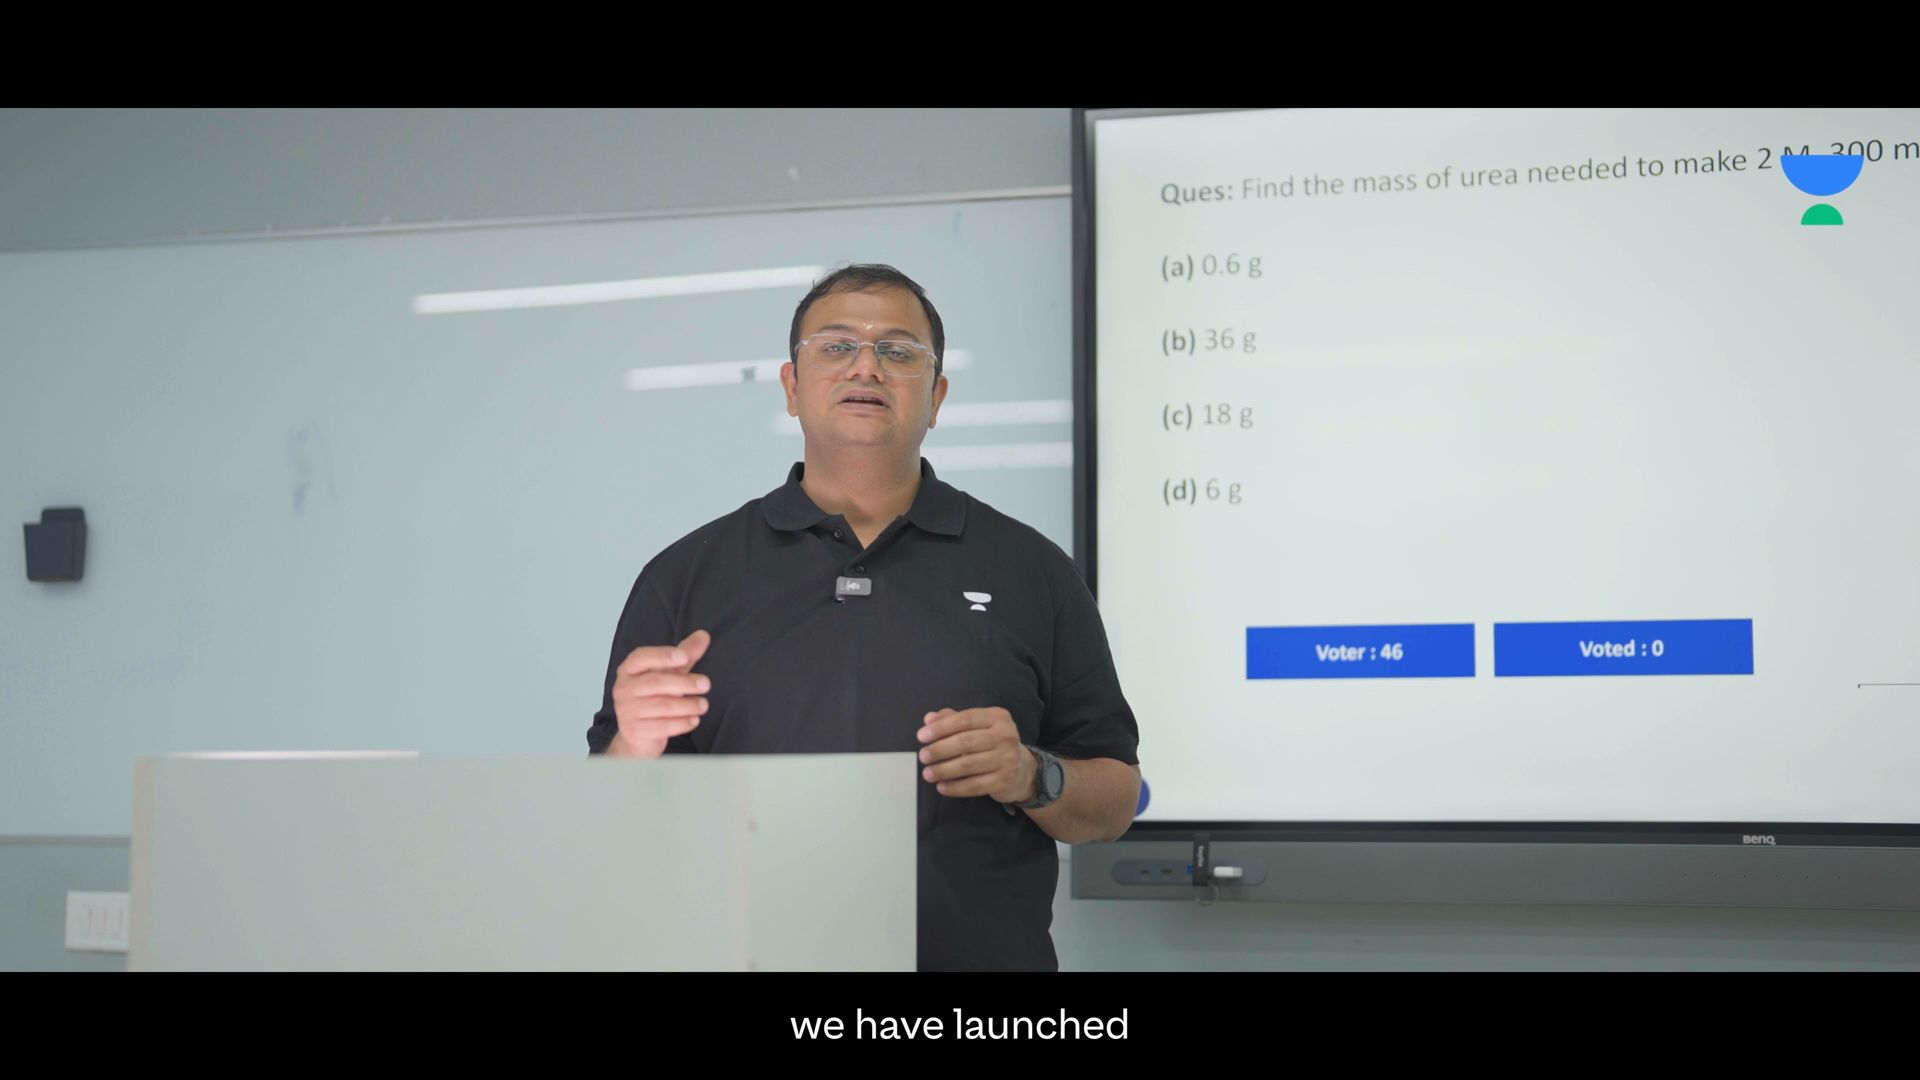 Ques: Find the mass of urea needed to make 2 M, 300 m
(a) 0.6 g
(b) 36 g
(c) 18 g
(d) 6 g
Voter : 46
Voted : 0
BenQ
we have launched